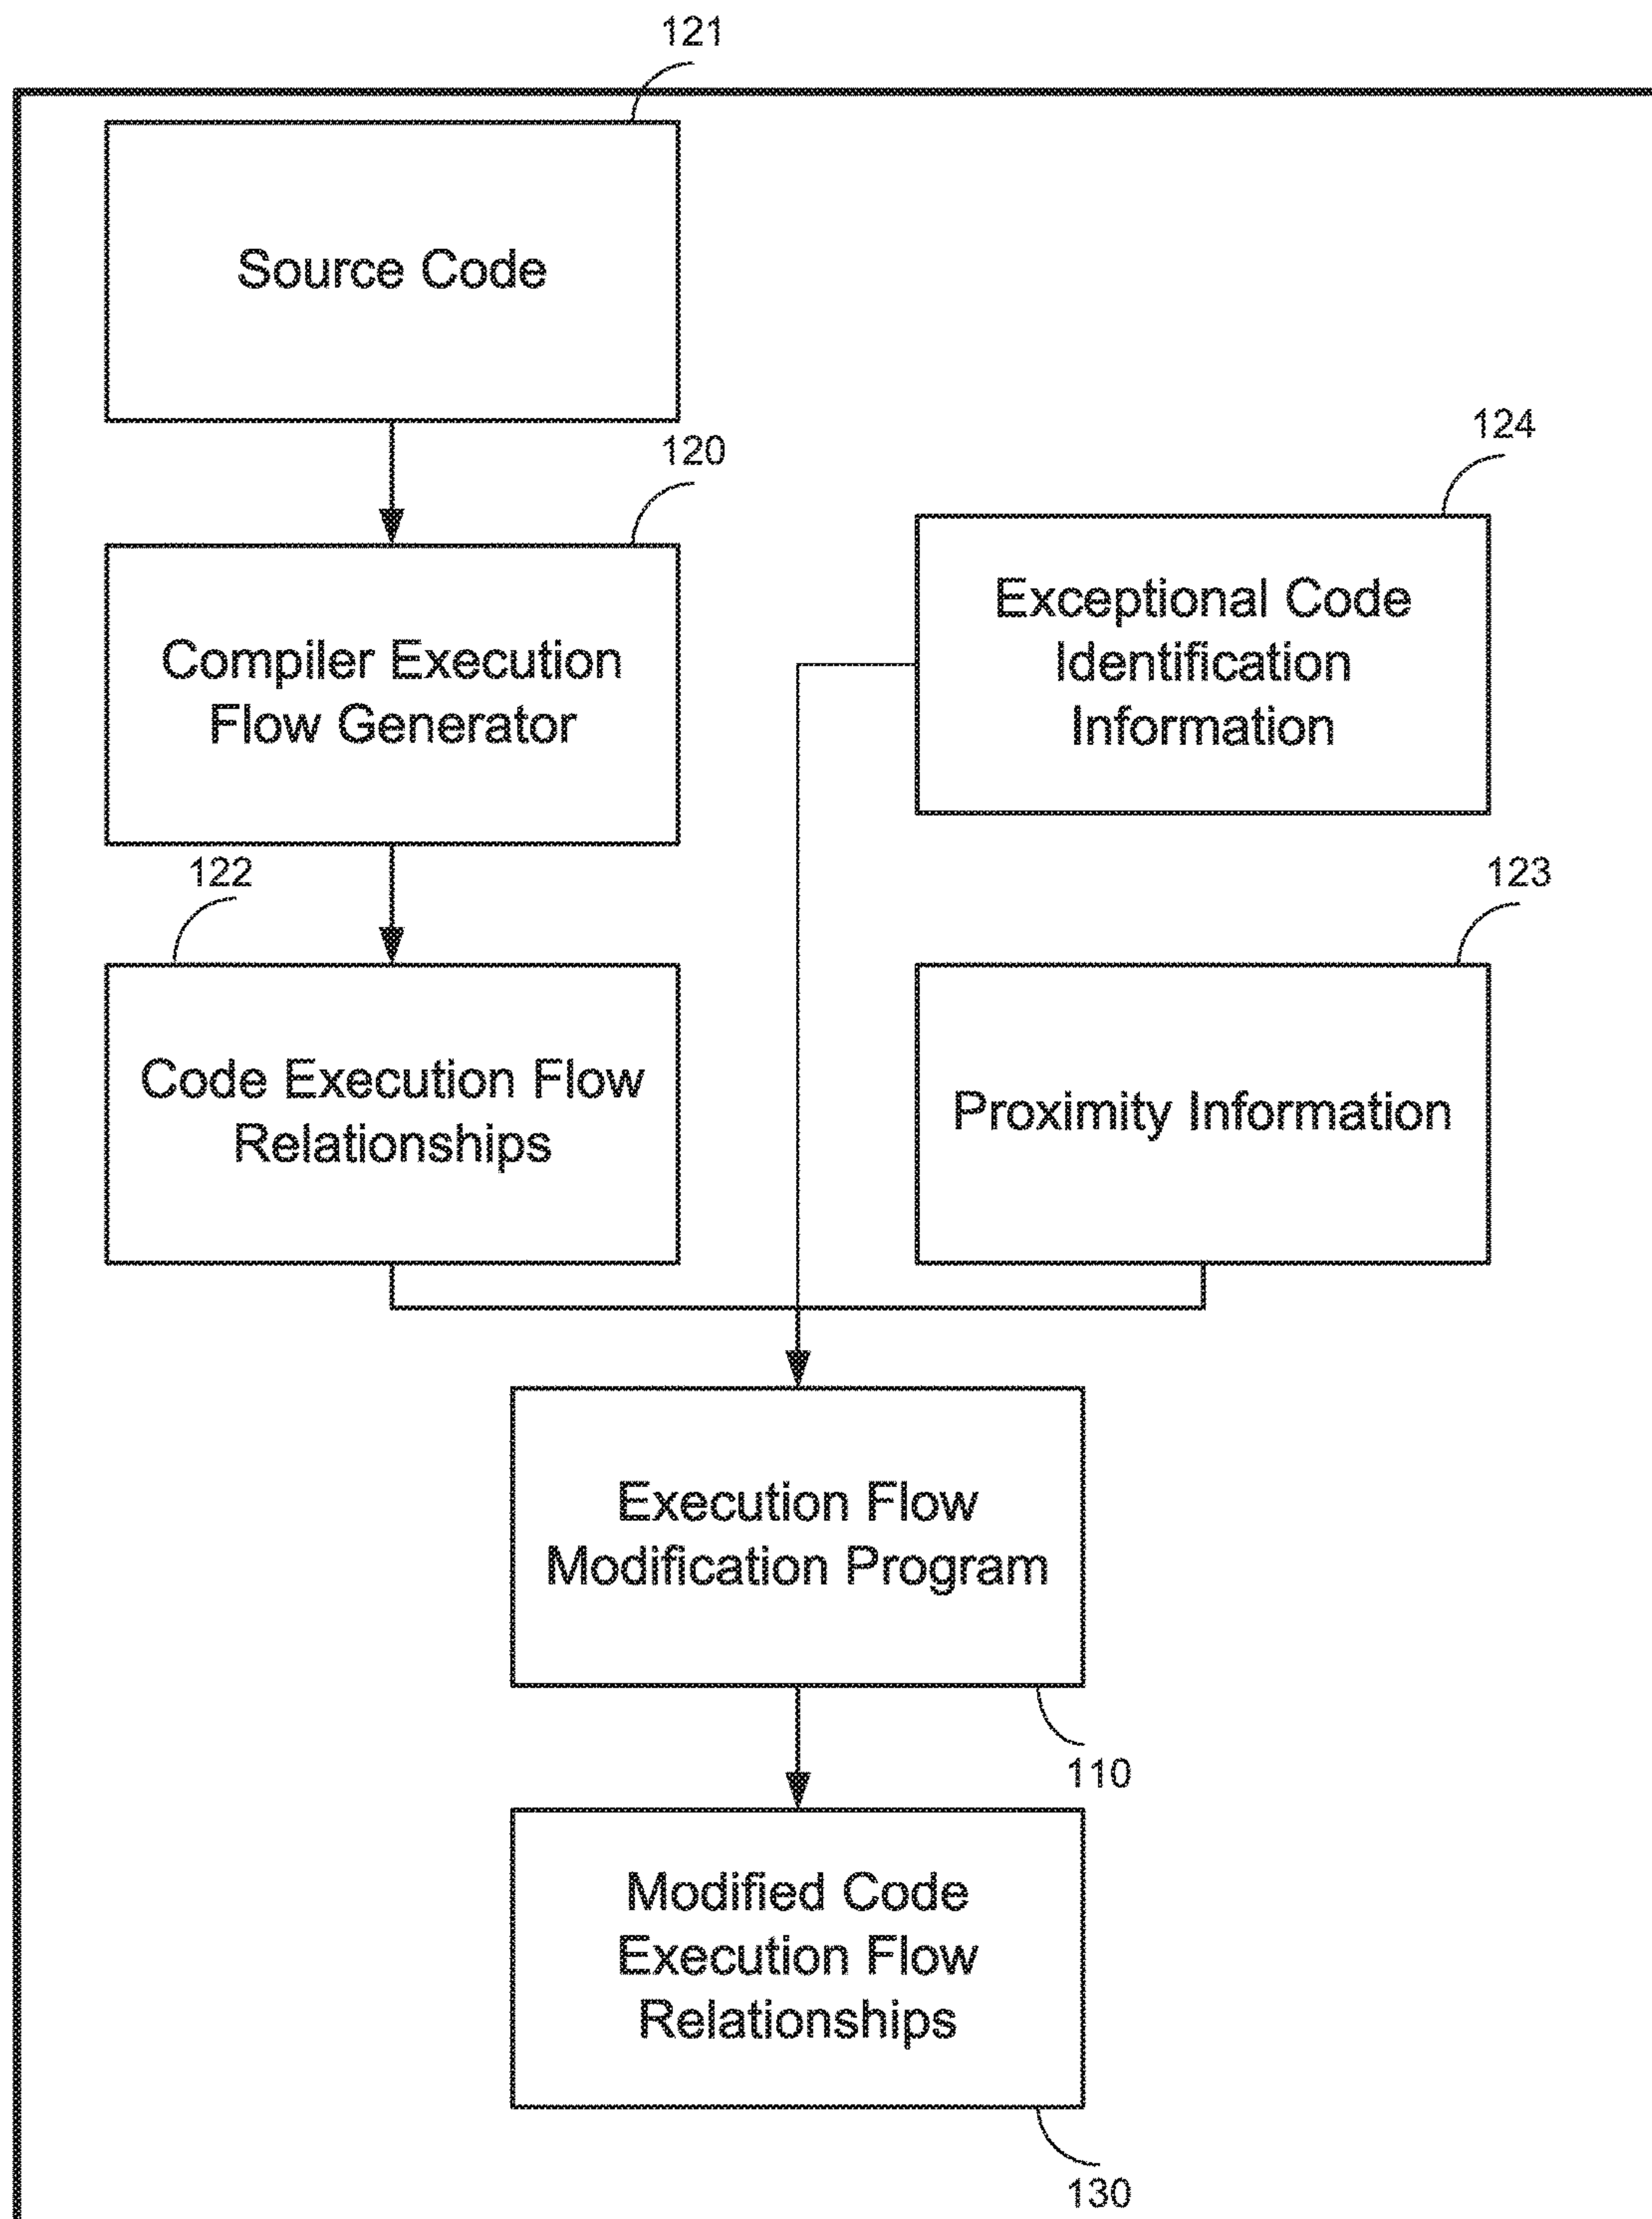 121
Source Code
120
Compiler Execution
Flow Generator
124
Exceptional Code
Identification
Information
122
Code Execution Flow
Relationships
123
Proximity Information
Execution Flow
Modification Program
110
Modified Code
Execution Flow
Relationships
130